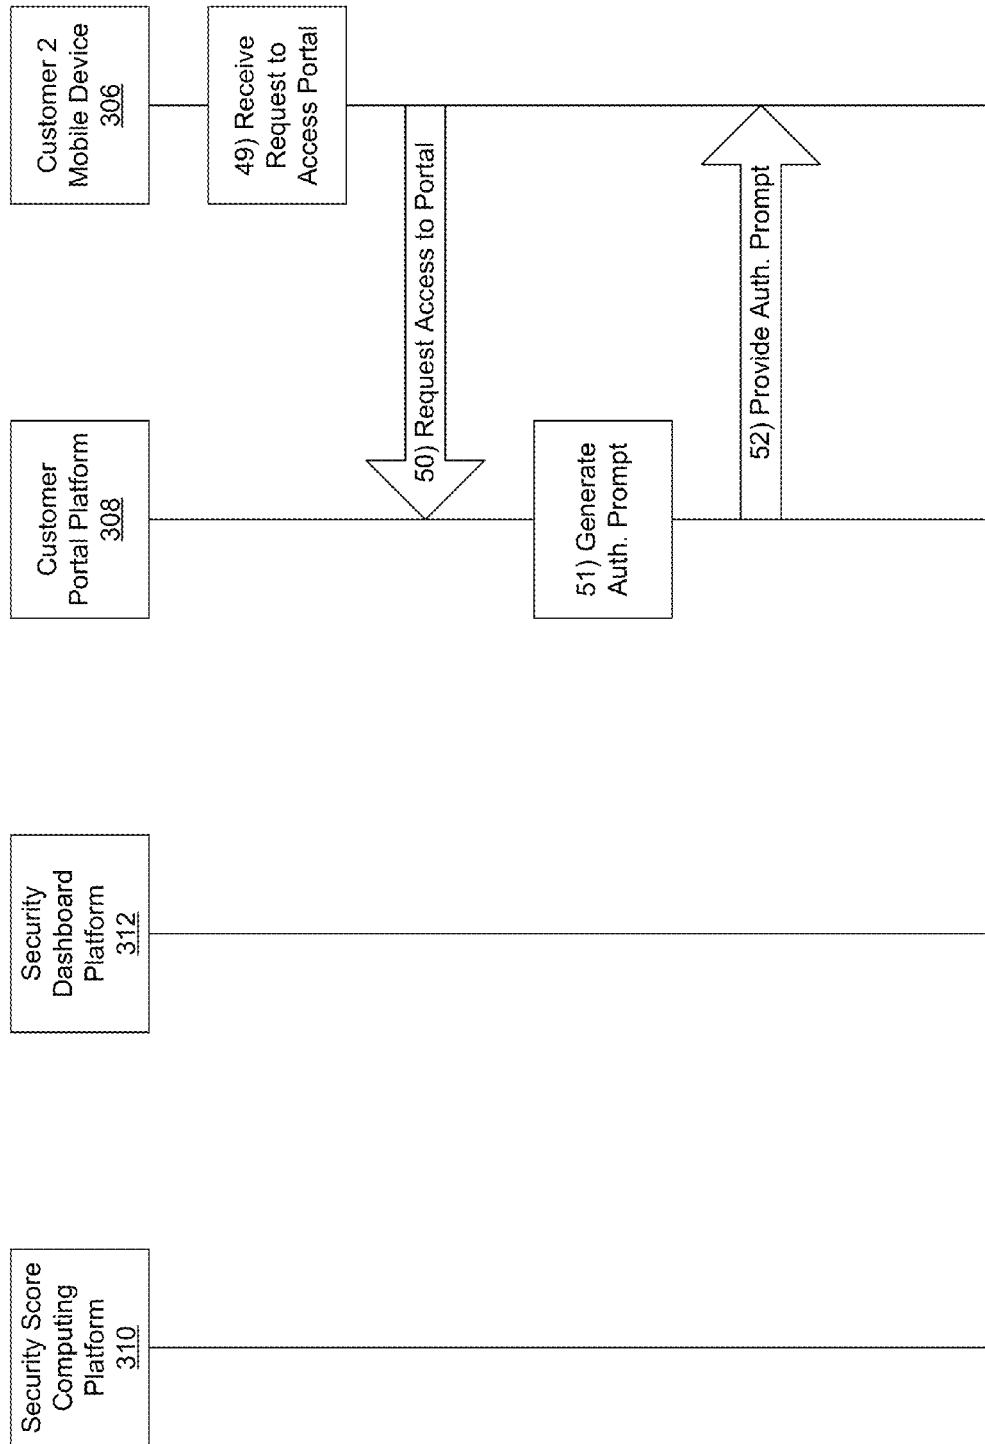 Security Score
Computing
Platform
310
Security
Dashboard
Platform
312
Customer
Portal Platform
308
Customer 2
Mobile Device
306
49) Receive
Request to
Access Portal
50) Request Access to Portal
51) Generate
Auth. Prompt
52) Provide Auth. Prompt